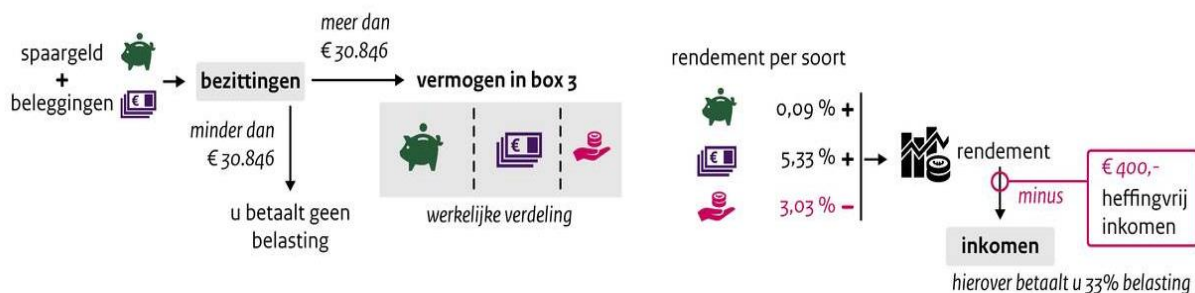 spaargeld
+
beleggingen
bezittingen
meer dan
€ 30.846
vermogen in box 3
minder dan
€ 30.846
u betaalt geen
belasting
€
werkelijke verdeling
rendement per soort
0,09 % +
€
5,33 % +
3,03 % –
rendement
minus
€ 400,-
heffingvrij
inkomen
inkomen
hierover betaalt u 33% belasting